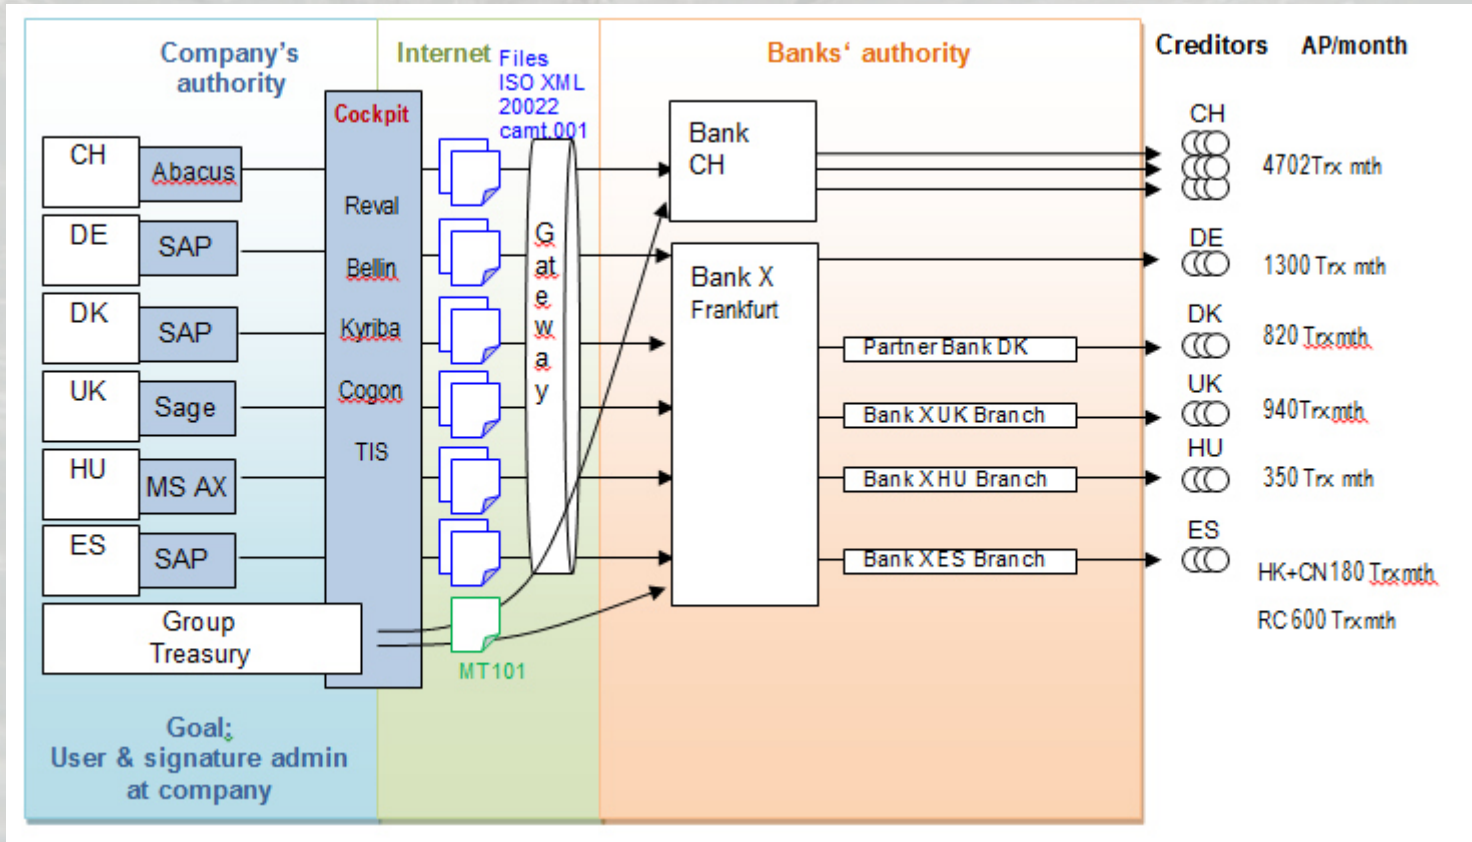 Company's
authority
Internet
Files
ISO XML
20022
camt.001
Banks' authority
Creditors
AP/month
Cockpit
Reval
Bellin
Kyriba
Cogon
TIS
CH
Abacus
DE
SAP
DK
SAP
UK
Sage
HU
MS AX
ES
SAP
Group
Treasury
MT101
G
at
e
w
a
y
Bank
CH
Bank X
Frankfurt
Partner Bank DK
Bank X UK Branch
Bank X HU Branch
Bank X ES Branch
CH
4702Trx mth
DE
1300 Trx mth
DK
820 Trxmth
UK
940Trxmth
HU
350 Trx mth
ES
HK+CN180 Trxmth
RC 600 Trxmth
Goal:
User & signature admin
at company